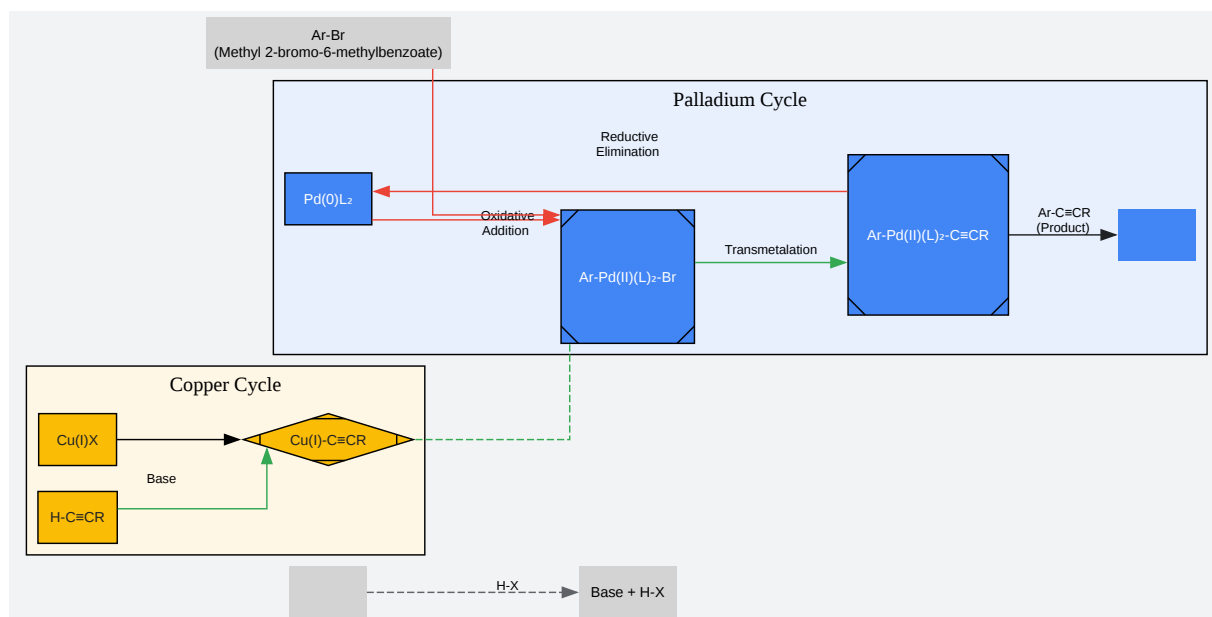 Ar-Br
(Methyl 2-bromo-6-methylbenzoate)
Palladium Cycle
Reductive
Elimination
Pd(0)L₂
Oxidative
Addition
Ar-Pd(II)(L)₂-Br
Transmetalation
Ar-Pd(II)(L)₂-C≡CR
Ar-C≡CR
(Product)
Copper Cycle
Cu(I)X
Cu(I)-C≡CR
Base
H-C≡CR
H-X
Base + H-X